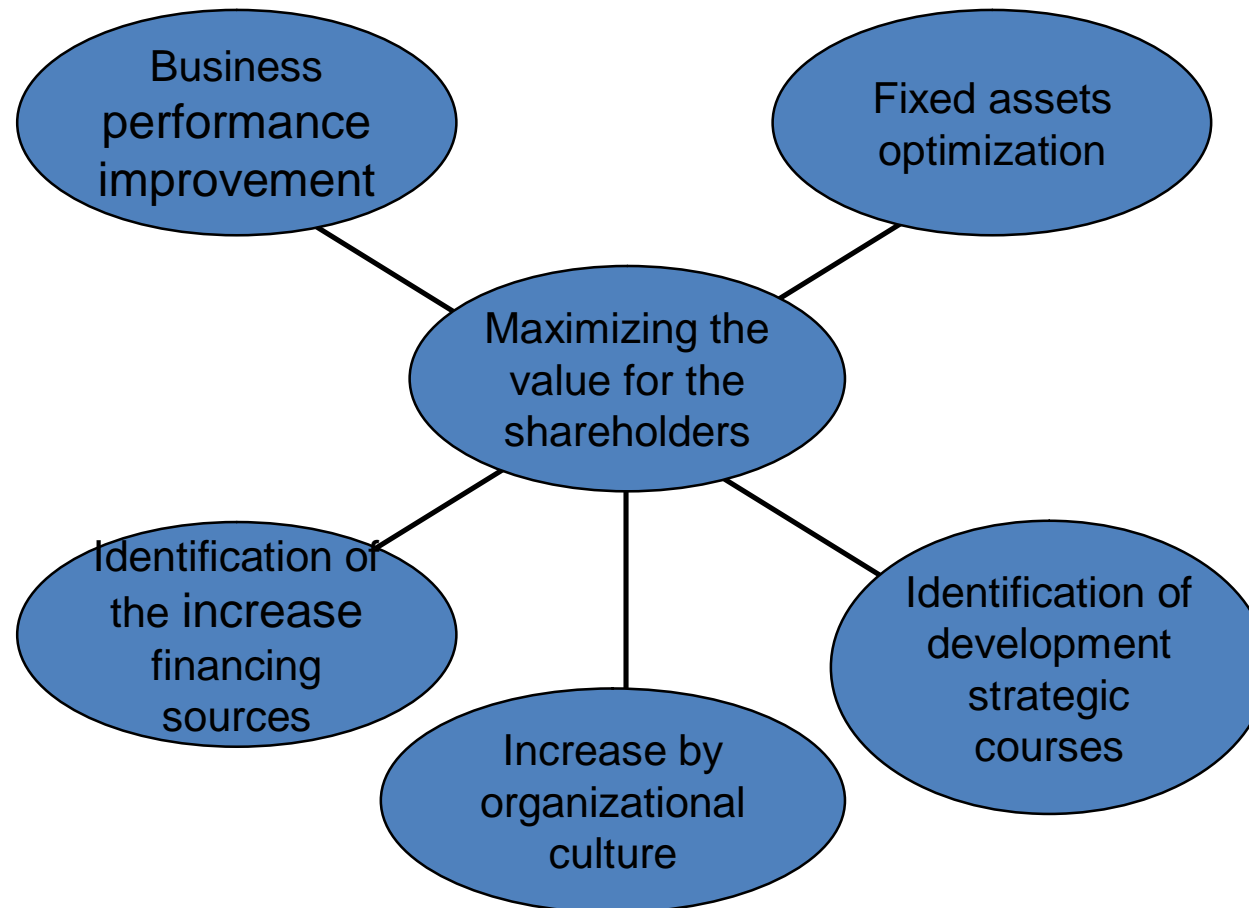 Business
performance
improvement
Fixed assets
optimization
Maximizing the
value for the
shareholders
Identification of
the increase
financing
sources
Increase by
organizational
culture
Identification of
development
strategic
courses